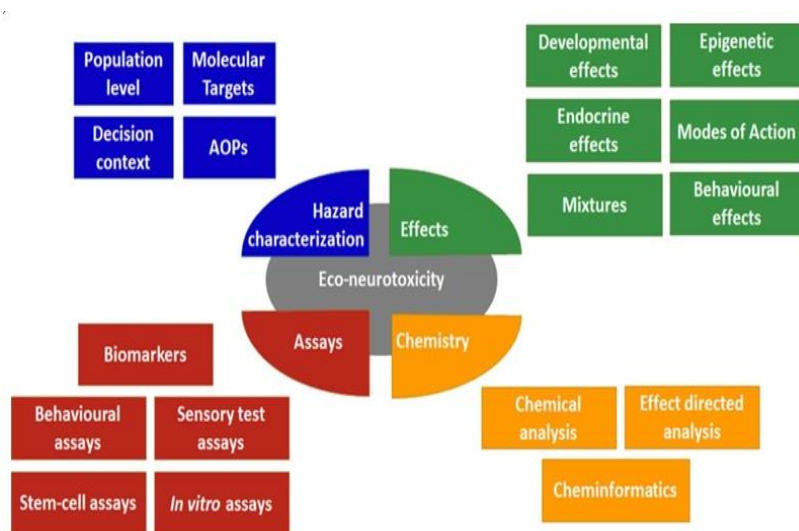 Population
level
Molecular
Targets
Decision
context
AOPs
Developmental
effects
Epigenetic
effects
Endocrine
effects
Modes of Action
Mixtures
Behavioural
effects
Hazard
characterization
Effects
Eco-neurotoxicity
Assays
Chemistry
Biomarkers
Behavioural
assays
Sensory test
assays
Stem-cell assays
In vitro assays
Chemical
analysis
Effect directed
analysis
Cheminformatics